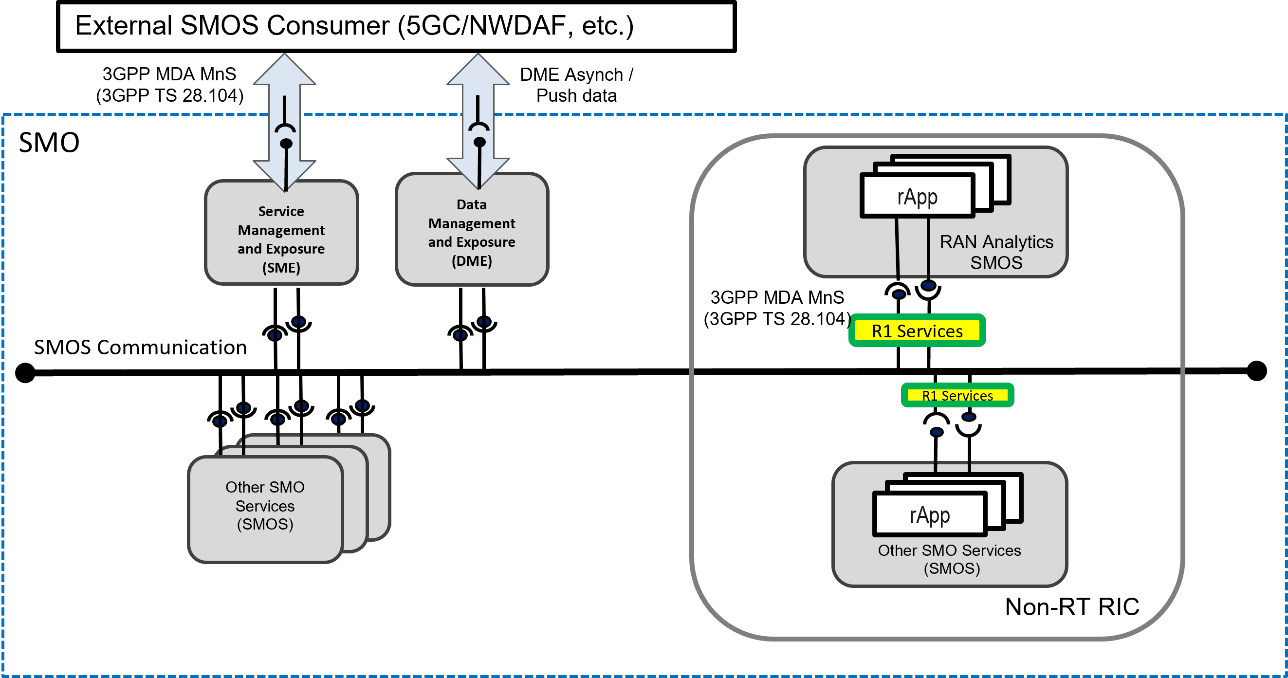 External SMOS Consumer (5GC/NWDAF, etc.)
3GPP MDA MnS
(3GPP TS 28.104)
DME Asynch /
Push data
SMO
Service
Management
and Exposure
(SME)
Data
Management
and Exposure
(DME)
rApp
RAN Analytics
SMOS
3GPP MDA MnS
(3GPP TS 28.104)
R1 Services
SMOS Communication
R1 Services
Other SMO
Services
(SMOS)
rApp
Other SMO Services
(SMOS)
Non-RT RIC